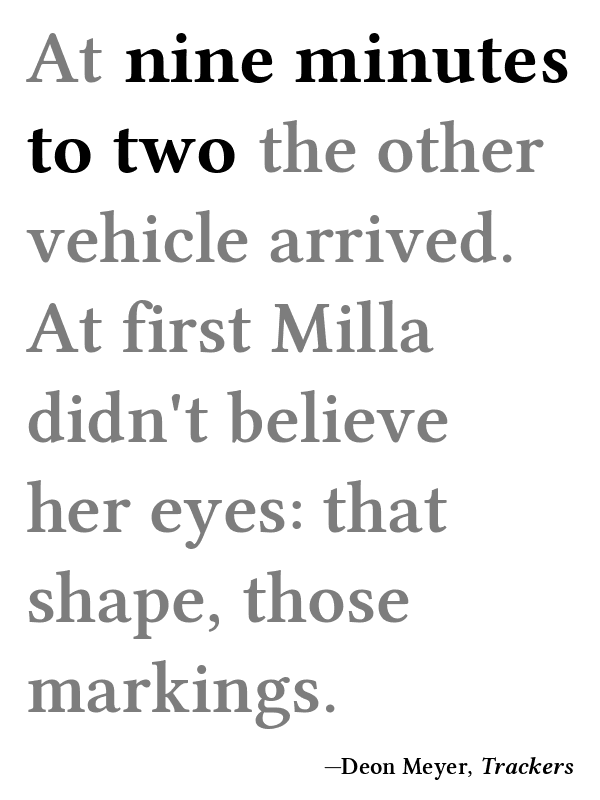 At nine minutes
to two the other
vehicle arrived.
At first Milla
didn't believe
her eyes: that
shape, those
markings.
—Deon Meyer, Trackers